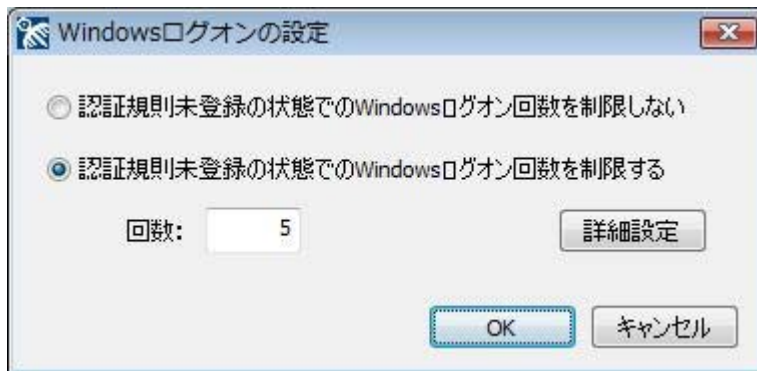 Windowsログオンの設定
認証規則未登録の状態でのWindowsログオン回数を制限しない
認証規則未登録の状態でのWindowsログオン回数を制限する
回数: 5 詳細設定
OK キャンセル